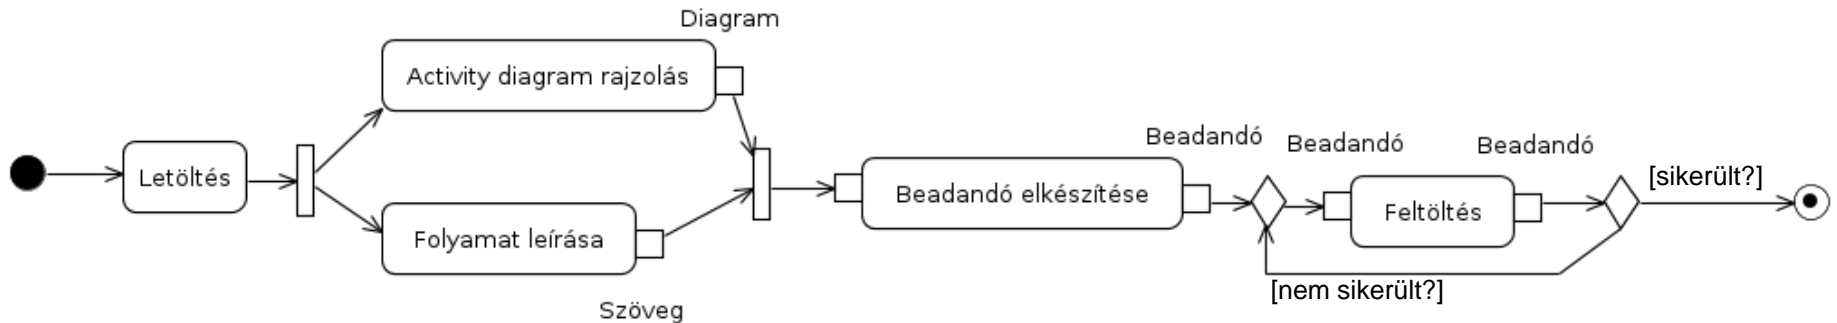 Diagram
Activity diagram rajzolás
Letöltés
Folyamat leírása
Szöveg
Beadandó elkészítése
Beadandó
Beadandó
Feltöltés
Beadandó
[sikerült?]
[nem sikerült?]